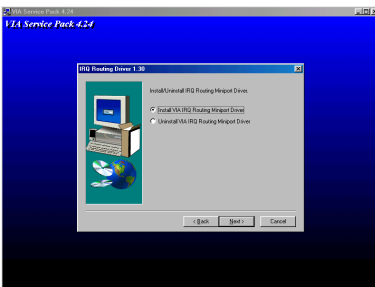 VIA Service Pack 4.24
VIA Service Pack 4.24
IRQ Routing Driver 1.30
Install/Uninstall IRQ Routing Miniport Driver.
Install VIA IRQ Routing Miniport Driver
Uninstall VIA IRQ Routing Miniport Driver
< Back
Next >
Cancel